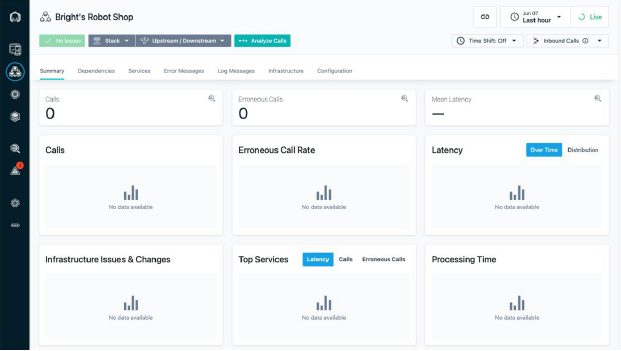 Bright's Robot Shop
Jun 07
Last hour
Live
No Issues
Stack
Upstream / Downstream
Analyze Calls
Time Shift: Off
Inbound Calls
Summary
Dependencies
Services
Error Messages
Log Messages
Infrastructure
Configuration
Calls
0
Erroneous Calls
0
Mean Latency
—
Calls
No data available
Erroneous Call Rate
No data available
Latency
Over Time
Distribution
No data available
Infrastructure Issues & Changes
No data available
Top Services
Latency
Calls
Erroneous Calls
No data available
Processing Time
No data available